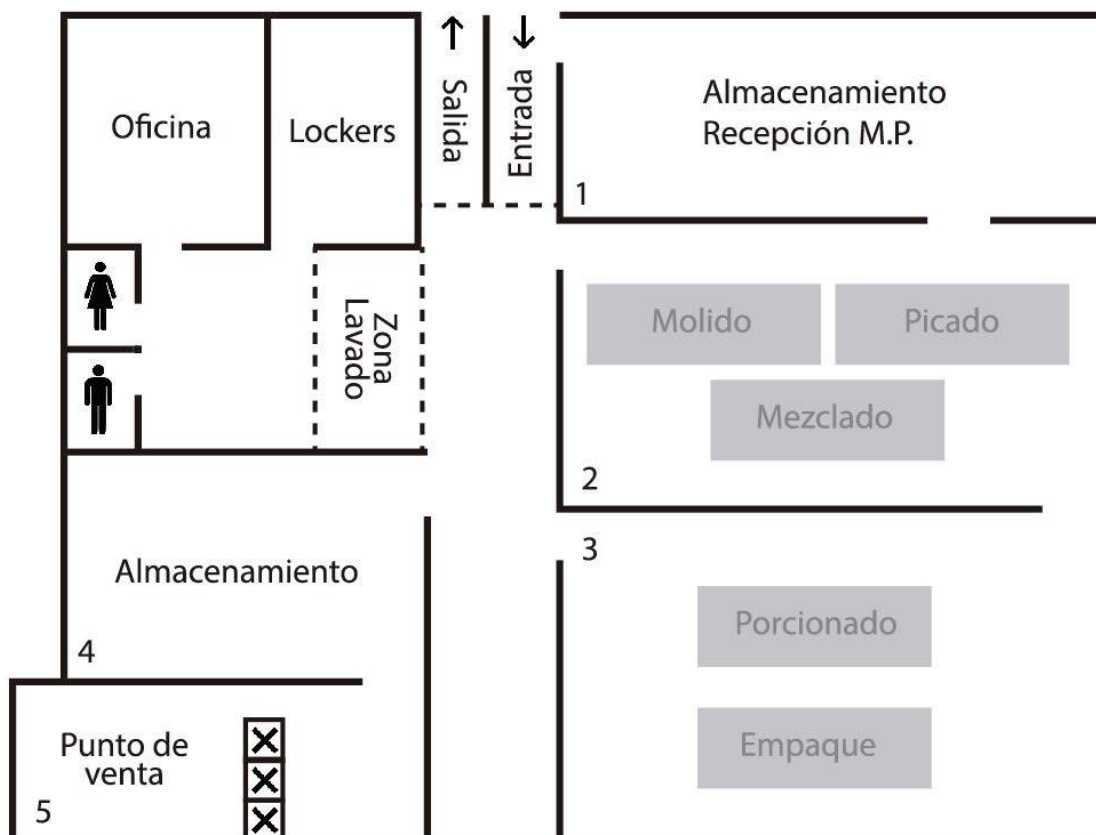 Salida
Entrada
Oficina
Lockers
Almacenamiento
Recepción M.P.
1
Zona
Lavado
Molido
Picado
Mezclado
2
3
Almacenamiento
4
Porcionado
Empaque
Punto de
venta
5